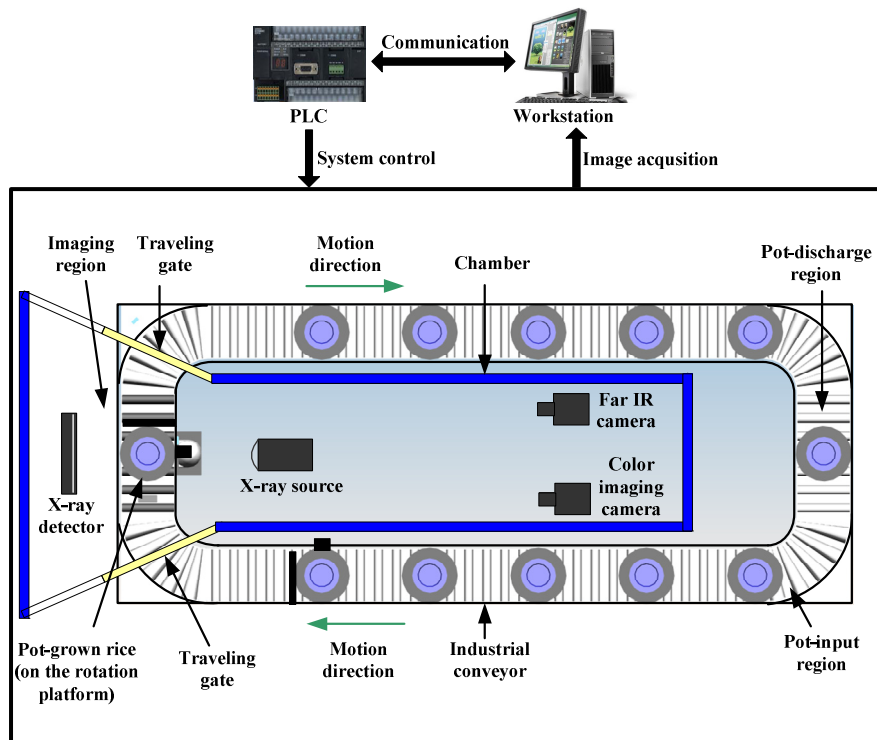 Communication
PLC
Workstation
System control
Image acqusition
Imaging
region
Traveling
gate
Motion
direction
Chamber
Pot-discharge
region
Far IR
camera
X-ray source
Color
imaging
camera
X-ray
detector
Pot-grown rice
(on the rotation
platform)
Traveling
gate
Motion
direction
Industrial
conveyor
Pot-input
region